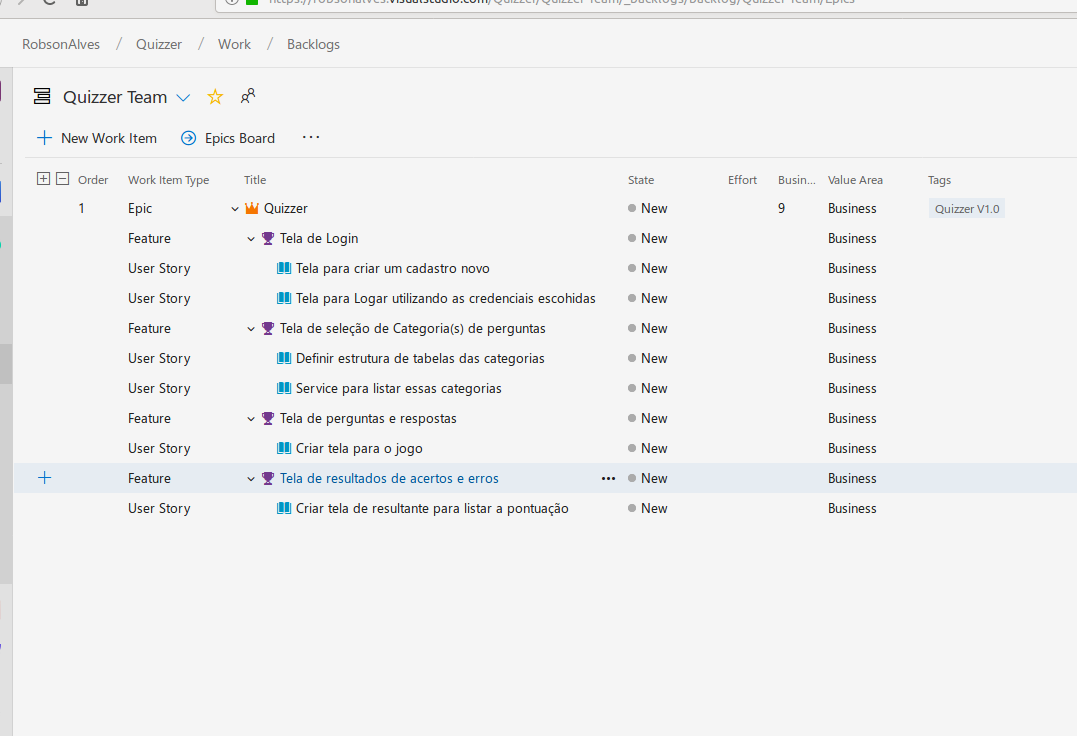 https://robsonalves.visualstudio.com/Quizzer/Quizzer Team/_backlogs/backlog/Quizzer Team/Epics
RobsonAlves / Quizzer / Work / Backlogs
Quizzer Team
New Work Item Epics Board ...
Order Work Item Type Title State Effort Busin... Value Area Tags
1 Epic Quizzer New 9 Business Quizzer V1.0
Feature Tela de Login New Business
User Story Tela para criar um cadastro novo New Business
User Story Tela para Logar utilizando as credenciais escohidas New Business
Feature Tela de seleção de Categoria(s) de perguntas New Business
User Story Definir estrutura de tabelas das categorias New Business
User Story Service para listar essas categorias New Business
Feature Tela de perguntas e respostas New Business
User Story Criar tela para o jogo New Business
Feature Tela de resultados de acertos e erros ... New Business
User Story Criar tela de resultante para listar a pontuação New Business